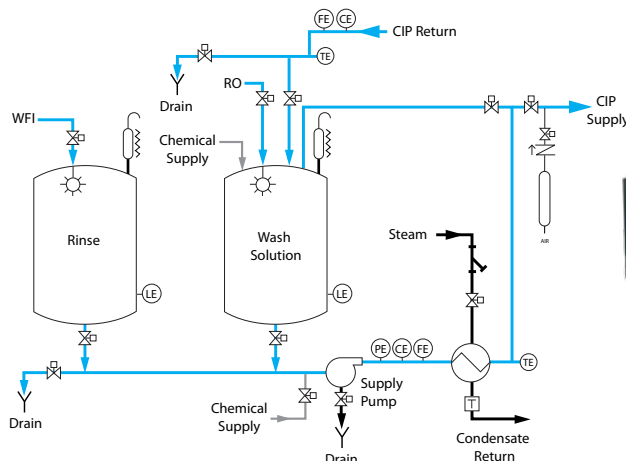 FE
CE
CIP Return
TE
Drain
RO
WFI
Chemical
Supply
CIP
Supply
Rinse
Wash
Solution
Steam
AIR
LE
LE
PE
CE
FE
TE
Supply
Pump
T
Drain
Chemical
Supply
Condensate
Return
Drain